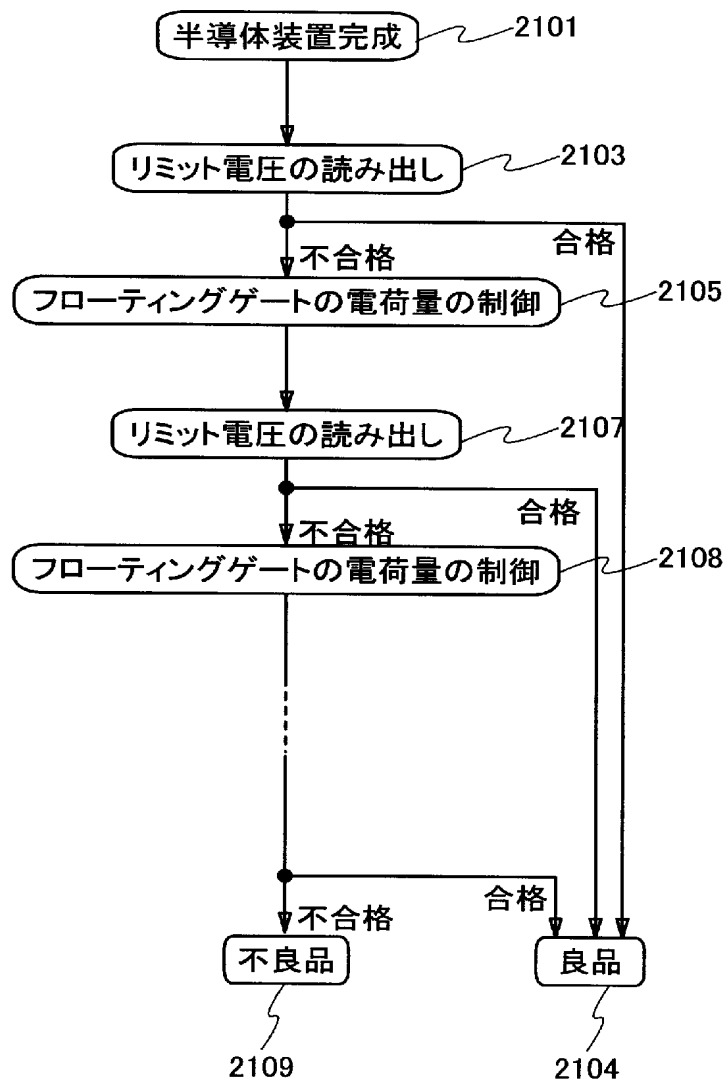 半導体装置完成
2101
リミット電圧の読み出し
2103
合格
不合格
フローティングゲートの電荷量の制御
2105
リミット電圧の読み出し
2107
合格
不合格
フローティングゲートの電荷量の制御
2108
合格
不合格
不良品
良品
2109
2104